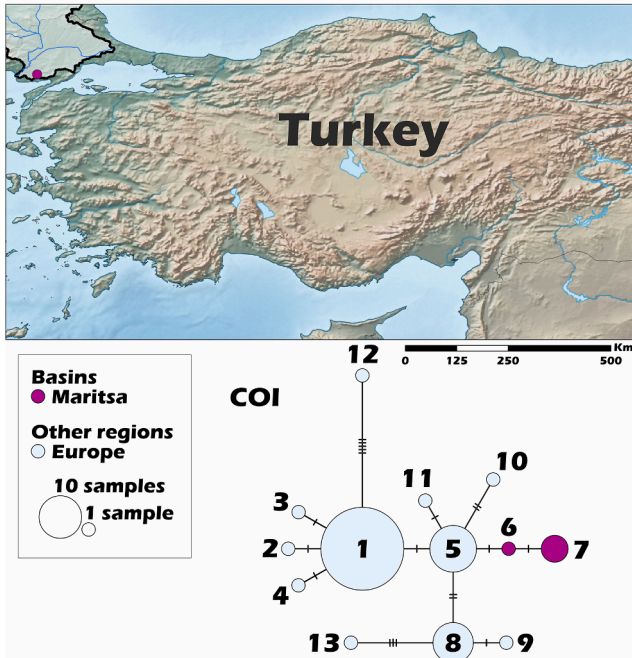 Turkey
Km
0 125 250 500
Basins
Maritsa
Other regions
Europe
10 samples
1 sample
COI
12
11
10
3
6
2
1
5
7
4
13
8
9